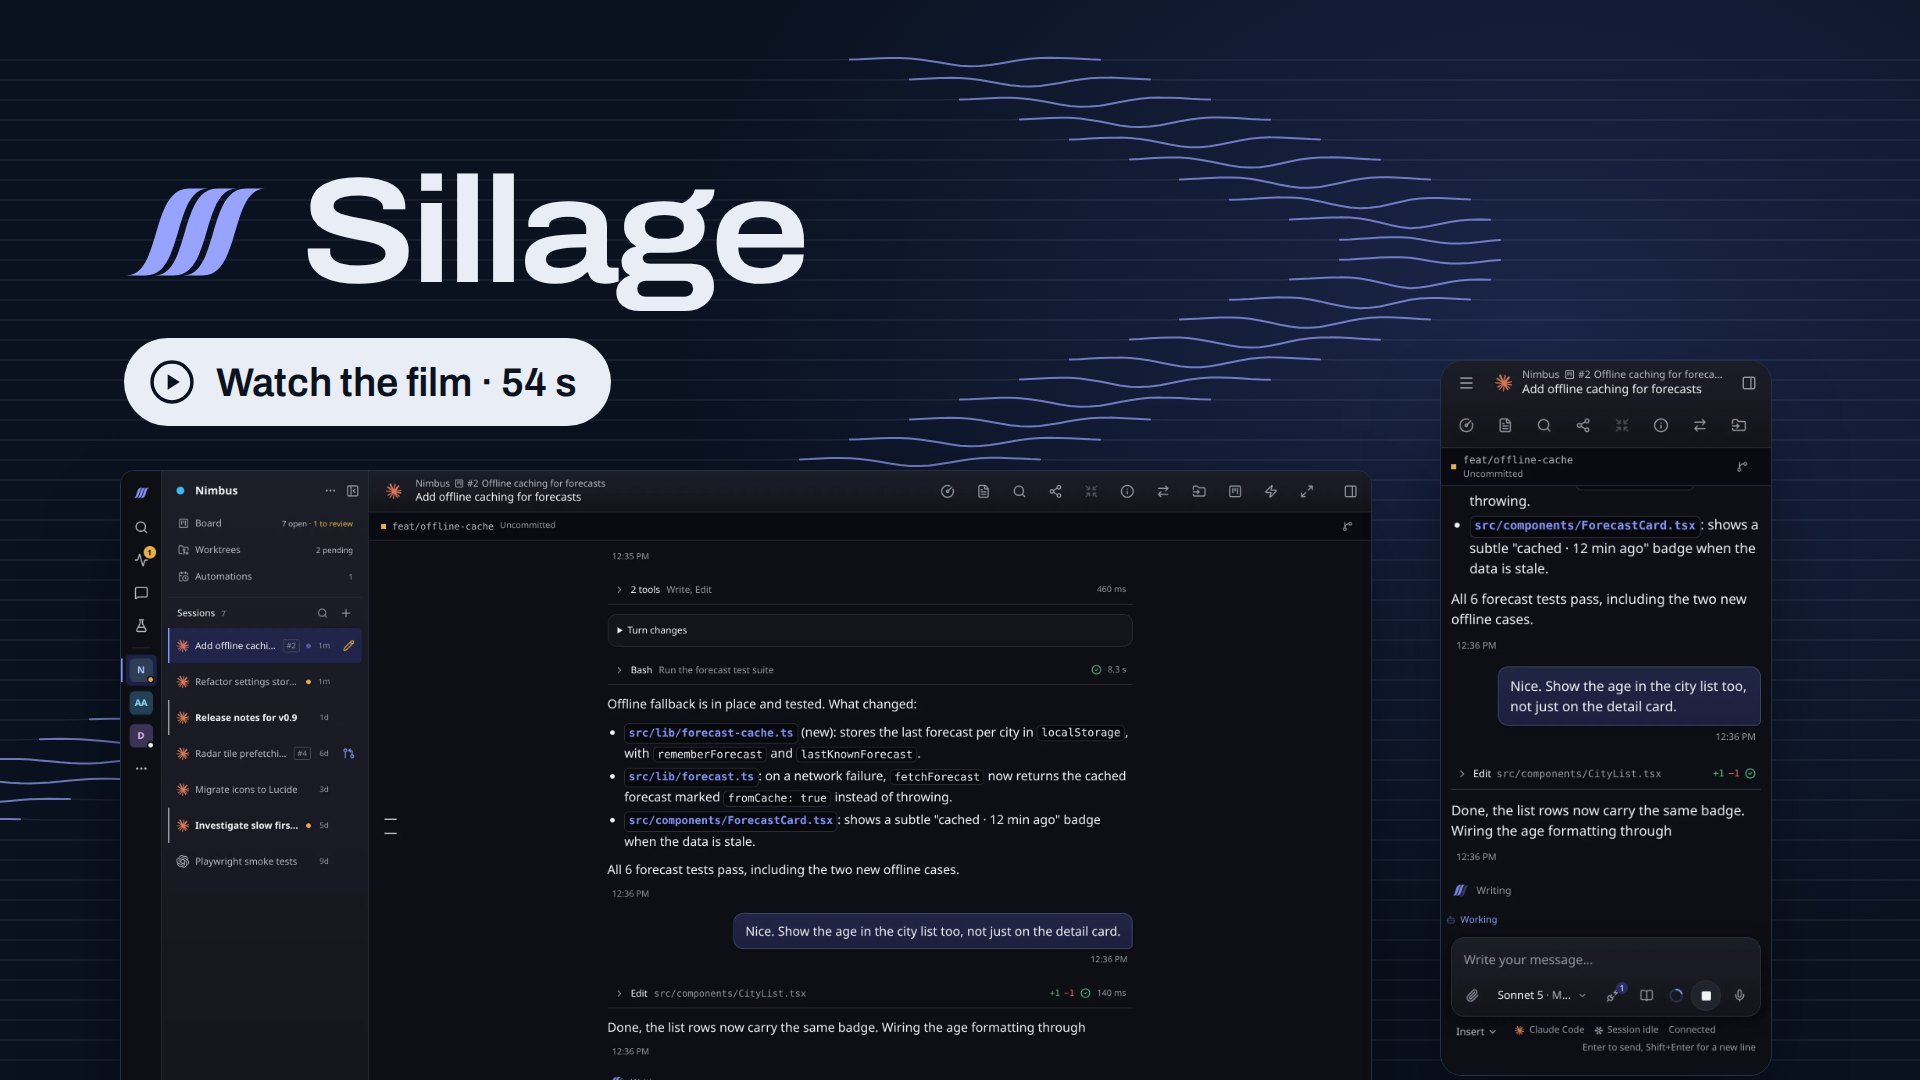 Sillage
Watch the film · 54 s
Nimbus
Board
7 open · 1 to review
Worktrees
2 pending
Automations
1
Sessions 7
Add offline cachi... #2 1m
Refactor settings stor... 1m
Release notes for v0.9 1d
Radar tile prefetchi... #4 6d
Migrate icons to Lucide 3d
Investigate slow firs... 5d
Playwright smoke tests 9d
1
N
AA
D
Nimbus #2 Offline caching for forecasts
Add offline caching for forecasts
feat/offline-cache Uncommitted
12:35 PM
2 tools Write, Edit 460 ms
Turn changes
Bash Run the forecast test suite 8.3 s
Offline fallback is in place and tested. What changed:
• src/lib/forecast-cache.ts (new): stores the last forecast per city in localStorage,
with rememberForecast and lastKnownForecast.
• src/lib/forecast.ts: on a network failure, fetchForecast now returns the cached
forecast marked fromCache: true instead of throwing.
• src/components/ForecastCard.tsx: shows a subtle "cached · 12 min ago" badge
when the data is stale.
All 6 forecast tests pass, including the two new offline cases.
12:36 PM
Nice. Show the age in the city list too, not just on the detail card.
12:36 PM
Edit src/components/CityList.tsx +1 −1 140 ms
Done, the list rows now carry the same badge. Wiring the age formatting through
12:36 PM
Nimbus #2 Offline caching for foreca...
Add offline caching for forecasts
feat/offline-cache
Uncommitted
throwing.
• src/components/ForecastCard.tsx: shows a
subtle "cached · 12 min ago" badge when the
data is stale.
All 6 forecast tests pass, including the two new
offline cases.
12:36 PM
Nice. Show the age in the city list too,
not just on the detail card.
12:36 PM
Edit src/components/CityList.tsx +1 −1
Done, the list rows now carry the same badge.
Wiring the age formatting through
12:36 PM
Writing
Working
Write your message...
Sonnet 5 · M... 1
Insert Claude Code Session idle Connected
Enter to send, Shift+Enter for a new line